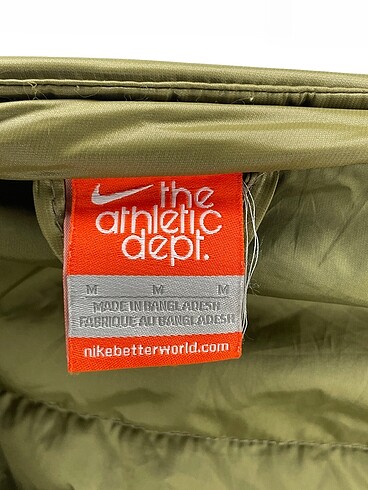 the
athletic
dept.
M M M
MADE IN BANGLADESH
FABRIQUE AU BANGLADESH
nikebetterworld.com